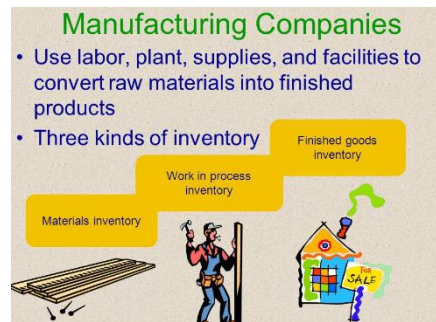 Manufacturing Companies
• Use labor, plant, supplies, and facilities to
convert raw materials into finished
products
• Three kinds of inventory
Finished goods
inventory
Work in process
inventory
Materials inventory
FOR
SALE